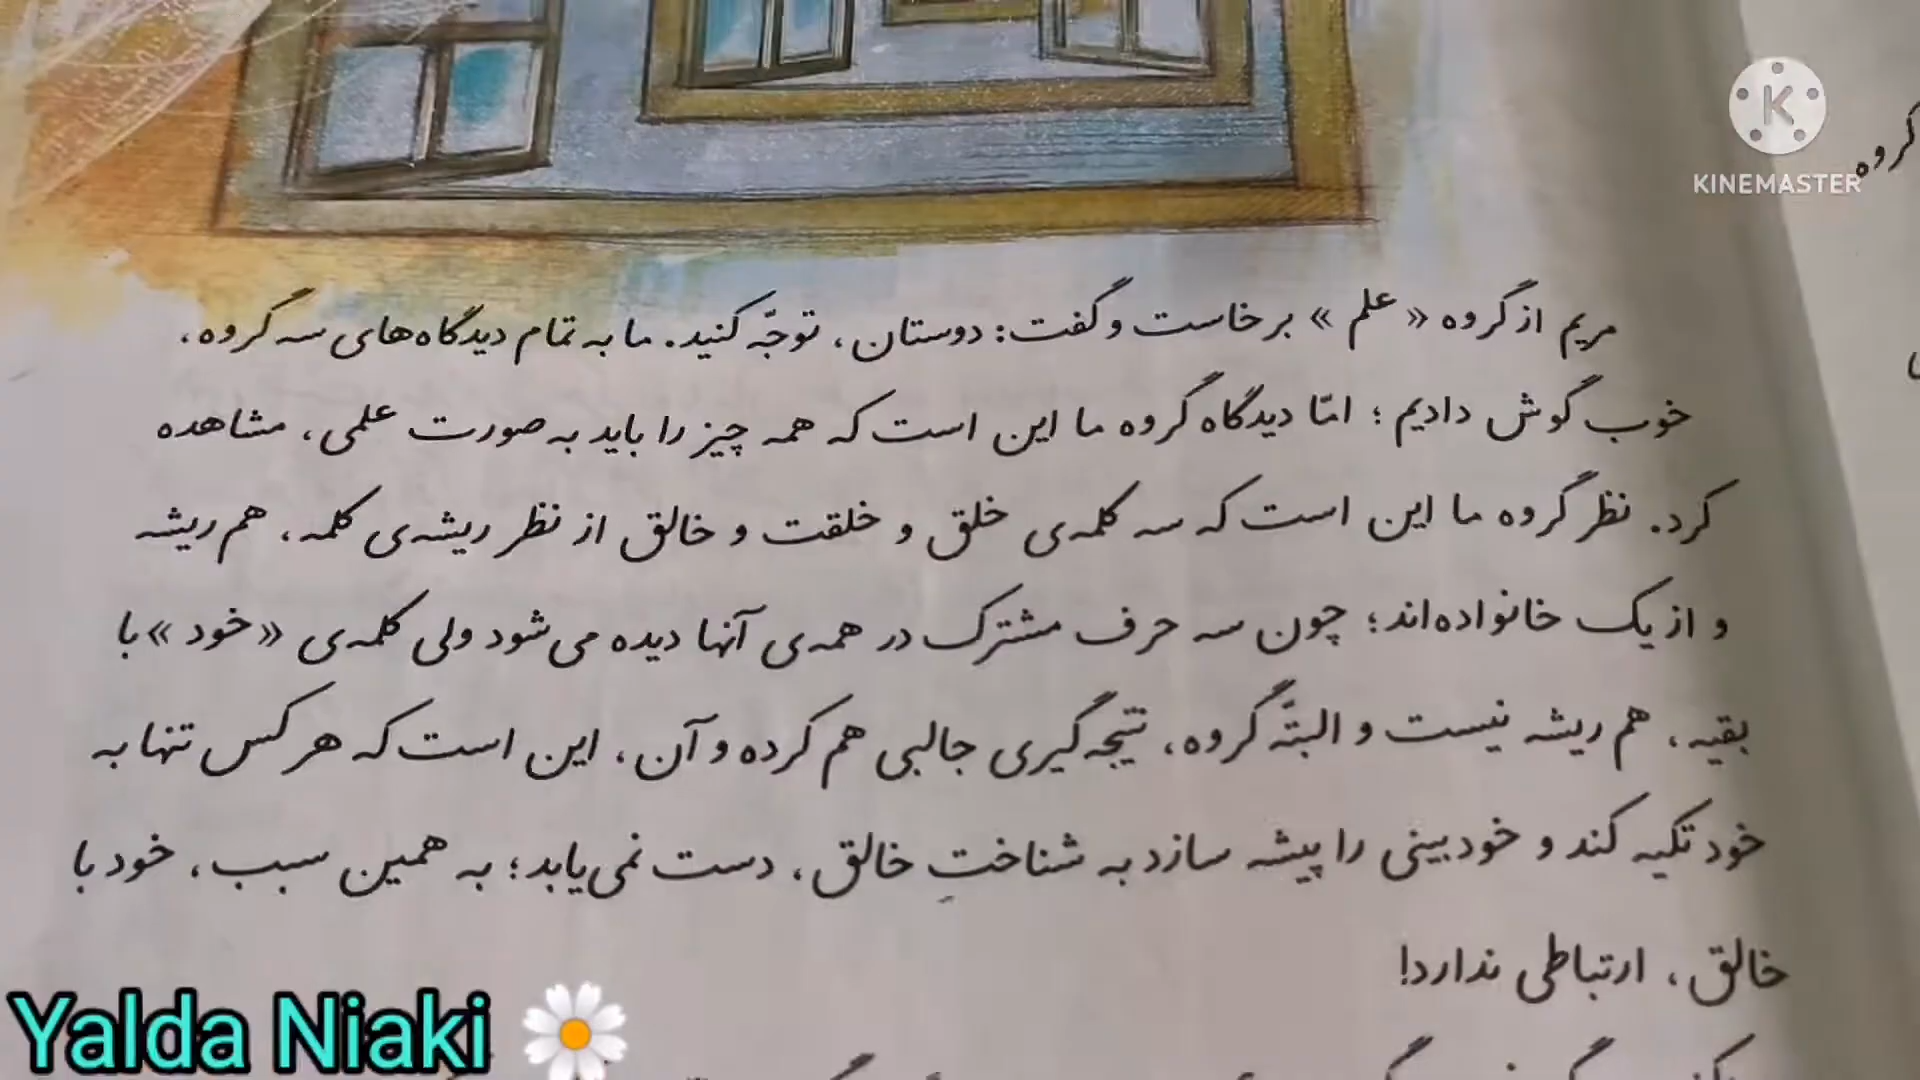 KINEMASTER
گروه
مریم از گروه «علم» برخاست و گفت: دوستان، توجّه کنید. ما به تمام دیدگاه‌های سه گروه،
خوب گوش دادیم؛ امّا دیدگاه گروه ما این است که همه چیز را باید به صورت علمی، مشاهده
کرد. نظر گروه ما این است که سه کلمه‌ی خلق و خلقت و خالق از نظر ریشه‌ی کلمه، هم ریشه
و از یک خانواده‌اند؛ چون سه حرف مشترک در همه‌ی آنها دیده می‌شود ولی کلمه‌ی «خود» با
بقیه، هم ریشه نیست و البتّه گروه، نتیجه‌گیری جالبی هم کرده و آن، این است که هر کس تنها به
خود تکیه کند و خودبینی را پیشه سازد به شناختِ خالق، دست نمی‌یابد؛ به همین سبب، خود با
خالق، ارتباطی ندارد!
Yalda Niaki